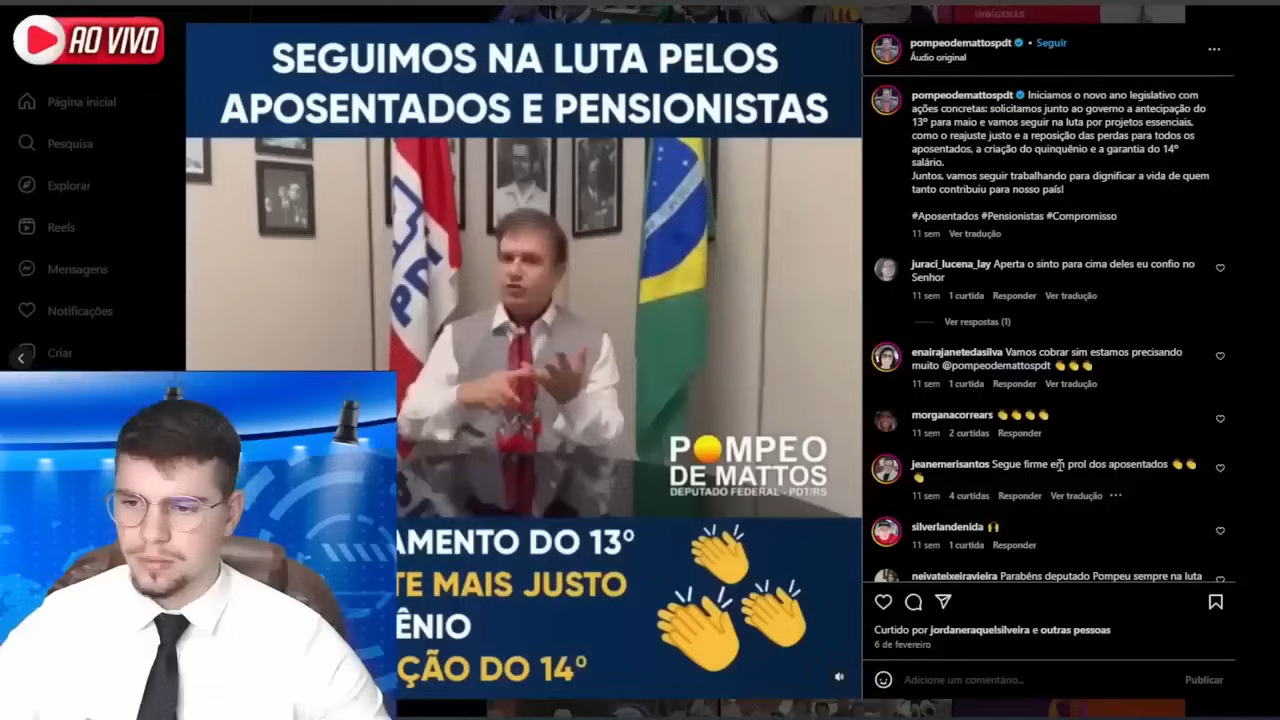 AO VIVO
Página inicial
Pesquisa
Explorar
Reels
Mensagens
Notificações
Criar
SEGUIMOS NA LUTA PELOS
APOSENTADOS E PENSIONISTAS
PDT
POMPEO
DE MATTOS
DEPUTADO FEDERAL - PDT/RS
AMENTO DO 13º
TE MAIS JUSTO
ÊNIO
ÇÃO DO 14º
INDÍGENAS
pompeodemattospdt • Seguir
Áudio original
pompeodemattospdt Iniciamos o novo ano legislativo com
ações concretas: solicitamos junto ao governo a antecipação do
13º para maio e vamos seguir na luta por projetos essenciais,
como o reajuste justo e a reposição das perdas para todos os
aposentados, a criação do quinquênio e a garantia do 14º
salário.
Juntos, vamos seguir trabalhando para dignificar a vida de quem
tanto contribuiu para nosso país!
#Aposentados #Pensionistas #Compromisso
11 sem Ver tradução
juraci_lucena_lay Aperta o sinto para cima deles eu confio no
Senhor
11 sem 1 curtida Responder Ver tradução
Ver respostas (1)
enairajanetedasilva Vamos cobrar sim estamos precisando
muito @pompeodemattospdt 👏👏👏
11 sem 1 curtida Responder Ver tradução
morganacorrears 👏👏👏👏
11 sem 2 curtidas Responder
jeanemerisantos Segue firme em prol dos aposentados 👏👏
👏
11 sem 4 curtidas Responder Ver tradução •••
silverlandenida 🙌
11 sem 1 curtida Responder
neivateixeiravieira Parabéns deputado Pompeu sempre na luta
Curtido por jordaneraquelsilveira e outras pessoas
6 de fevereiro
Adicione um comentário...
Publicar